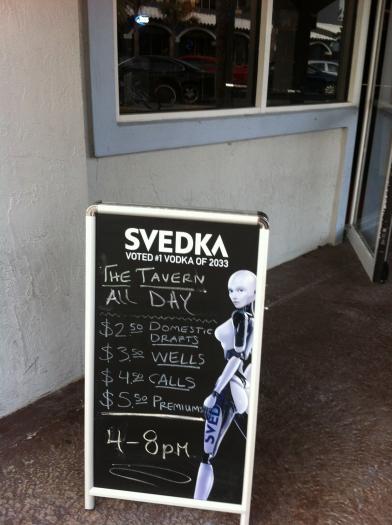 SVEDKA
VOTED #1 VODKA OF 2033
THE TAVERN
ALL DAY
$2.50 DOMESTIC
DRAFTS
$3.50 WELLS
$4.50 CALLS
$5.50 PREMIUMS
4-8pm
SVED